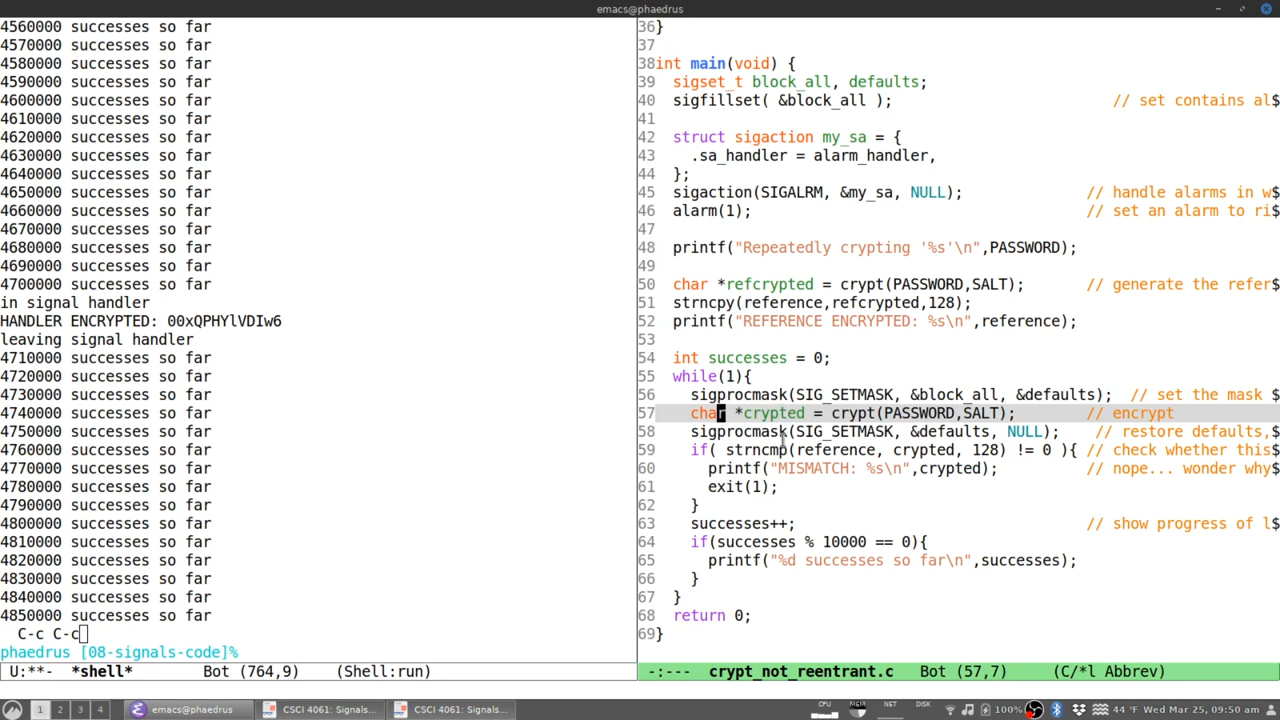 emacs@phaedrus
4560000 successes so far
4570000 successes so far
4580000 successes so far
4590000 successes so far
4600000 successes so far
4610000 successes so far
4620000 successes so far
4630000 successes so far
4640000 successes so far
4650000 successes so far
4660000 successes so far
4670000 successes so far
4680000 successes so far
4690000 successes so far
4700000 successes so far
in signal handler
HANDLER ENCRYPTED: 00xQPHYlVDIw6
leaving signal handler
4710000 successes so far
4720000 successes so far
4730000 successes so far
4740000 successes so far
4750000 successes so far
4760000 successes so far
4770000 successes so far
4780000 successes so far
4790000 successes so far
4800000 successes so far
4810000 successes so far
4820000 successes so far
4830000 successes so far
4840000 successes so far
4850000 successes so far
  C-c C-c
phaedrus [08-signals-code]%
U:**-  *shell*        Bot (764,9)    (Shell:run)
36}
37
38int main(void) {
39  sigset_t block_all, defaults;
40  sigfillset( &block_all );                         // set contains al$
41
42  struct sigaction my_sa = {
43    .sa_handler = alarm_handler,
44  };
45  sigaction(SIGALRM, &my_sa, NULL);              // handle alarms in w$
46  alarm(1);                                      // set an alarm to ri$
47
48  printf("Repeatedly crypting '%s'\n",PASSWORD);
49
50  char *refcrypted = crypt(PASSWORD,SALT);       // generate the refer$
51  strncpy(reference,refcrypted,128);
52  printf("REFERENCE ENCRYPTED: %s\n",reference);
53
54  int successes = 0;
55  while(1){
56    sigprocmask(SIG_SETMASK, &block_all, &defaults);  // set the mask $
57    char *crypted = crypt(PASSWORD,SALT);        // encrypt
58    sigprocmask(SIG_SETMASK, &defaults, NULL);    // restore defaults,$
59    if( strncmp(reference, crypted, 128) != 0 ){ // check whether this$
60      printf("MISMATCH: %s\n",crypted);          // nope... wonder why$
61      exit(1);
62    }
63    successes++;                                 // show progress of l$
64    if(successes % 10000 == 0){
65      printf("%d successes so far\n",successes);
66    }
67  }
68  return 0;
69}
-:---  crypt_not_reentrant.c   Bot (57,7)     (C/*l Abbrev)
1 2 3 4 emacs@phaedrus CSCI 4061: Signals... CSCI 4061: Signals... CPU MEM NET DISK 100% 44 °F Wed Mar 25, 09:50 am